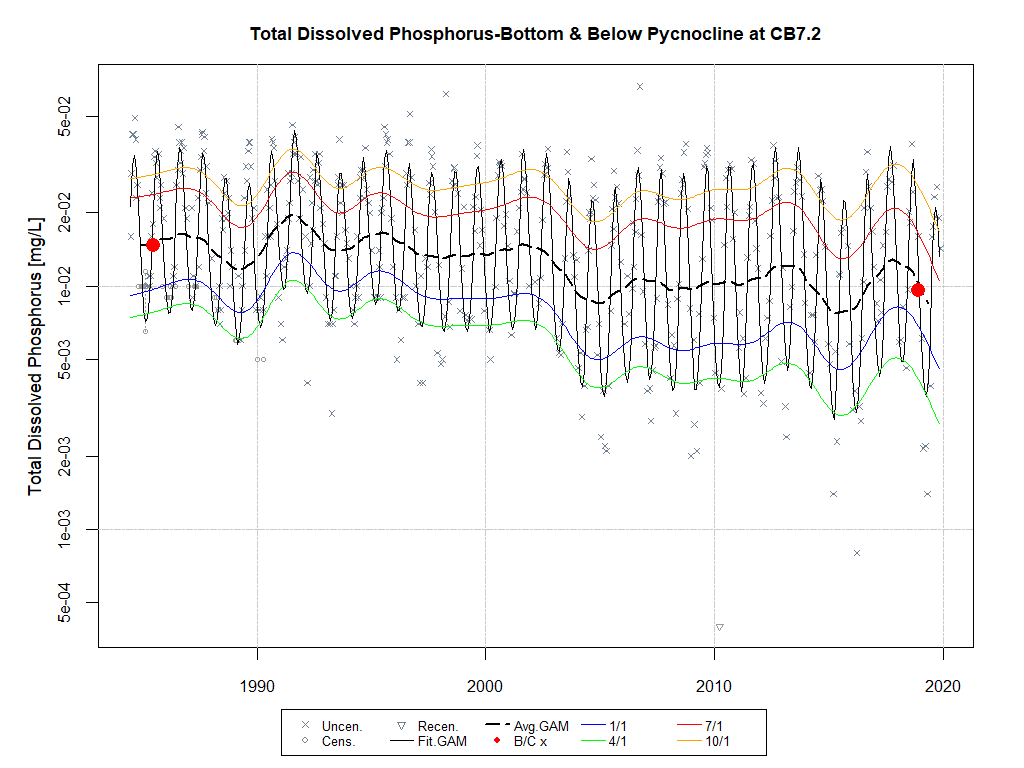 Total Dissolved Phosphorus-Bottom & Below Pycnocline at CB7.2
Total Dissolved Phosphorus [mg/L]
5e-02
2e-02
1e-02
5e-03
2e-03
1e-03
5e-04
1990 2000 2010 2020
Uncen. Recen. Avg.GAM 1/1 7/1
Cens. Fit.GAM B/C x 4/1 10/1